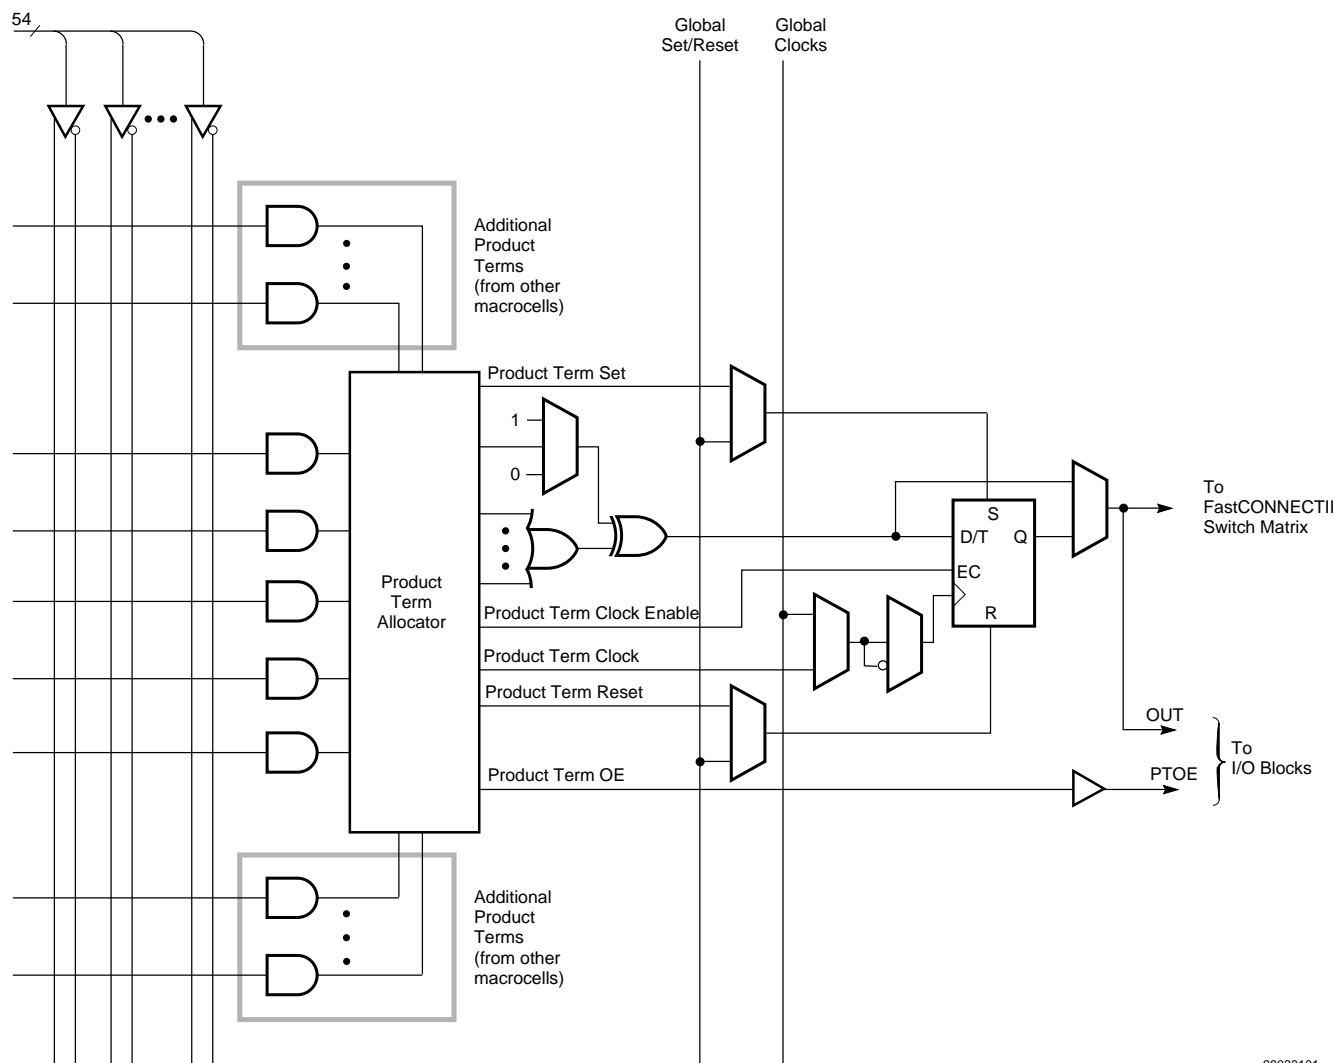 54
Global
Set/Reset
Global
Clocks
Additional
Product
Terms
(from other
macrocells)
Product Term Set
1
0
Product
Term
Allocator
S
D/T
Q
EC
R
To
FastCONNECTII
Switch Matrix
Product Term Clock Enable
Product Term Clock
Product Term Reset
OUT
To
I/O Blocks
Product Term OE
PTOE
Additional
Product
Terms
(from other
macrocells)